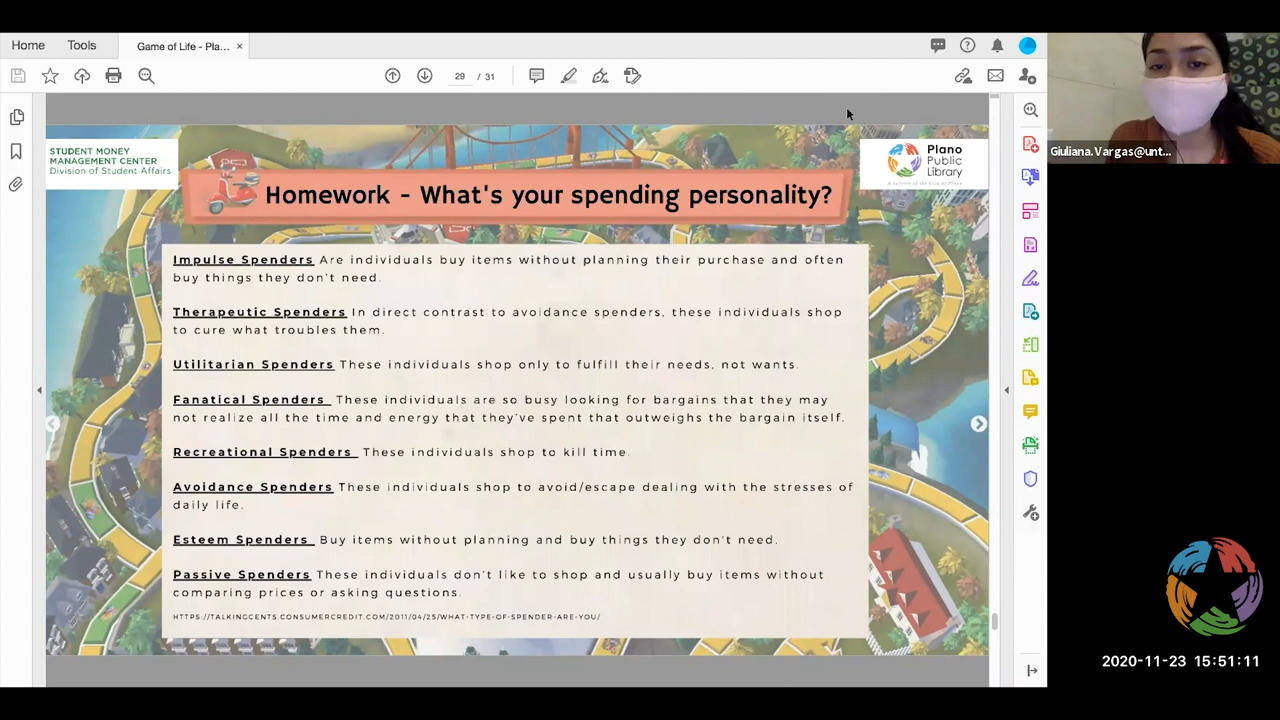 Home
Tools
Game of Life - Pla...
×
29 / 31
STUDENT MONEY
MANAGEMENT CENTER
Division of Student Affairs
Plano
Public
Library
A Service of the City of Plano
Homework - What's your spending personality?
Impulse Spenders Are individuals buy items without planning their purchase and often
buy things they don't need.
Therapeutic Spenders In direct contrast to avoidance spenders, these individuals shop
to cure what troubles them.
Utilitarian Spenders These individuals shop only to fulfill their needs, not wants.
Fanatical Spenders These individuals are so busy looking for bargains that they may
not realize all the time and energy that they've spent that outweighs the bargain itself.
Recreational Spenders These individuals shop to kill time.
Avoidance Spenders These individuals shop to avoid/escape dealing with the stresses of
daily life.
Esteem Spenders Buy items without planning and buy things they don't need.
Passive Spenders These individuals don't like to shop and usually buy items without
comparing prices or asking questions.
HTTPS://TALKINGCENTS.CONSUMERCREDIT.COM/2011/04/25/WHAT-TYPE-OF-SPENDER-ARE-YOU/
Giuliana.Vargas@unt...
2020-11-23 15:51:11